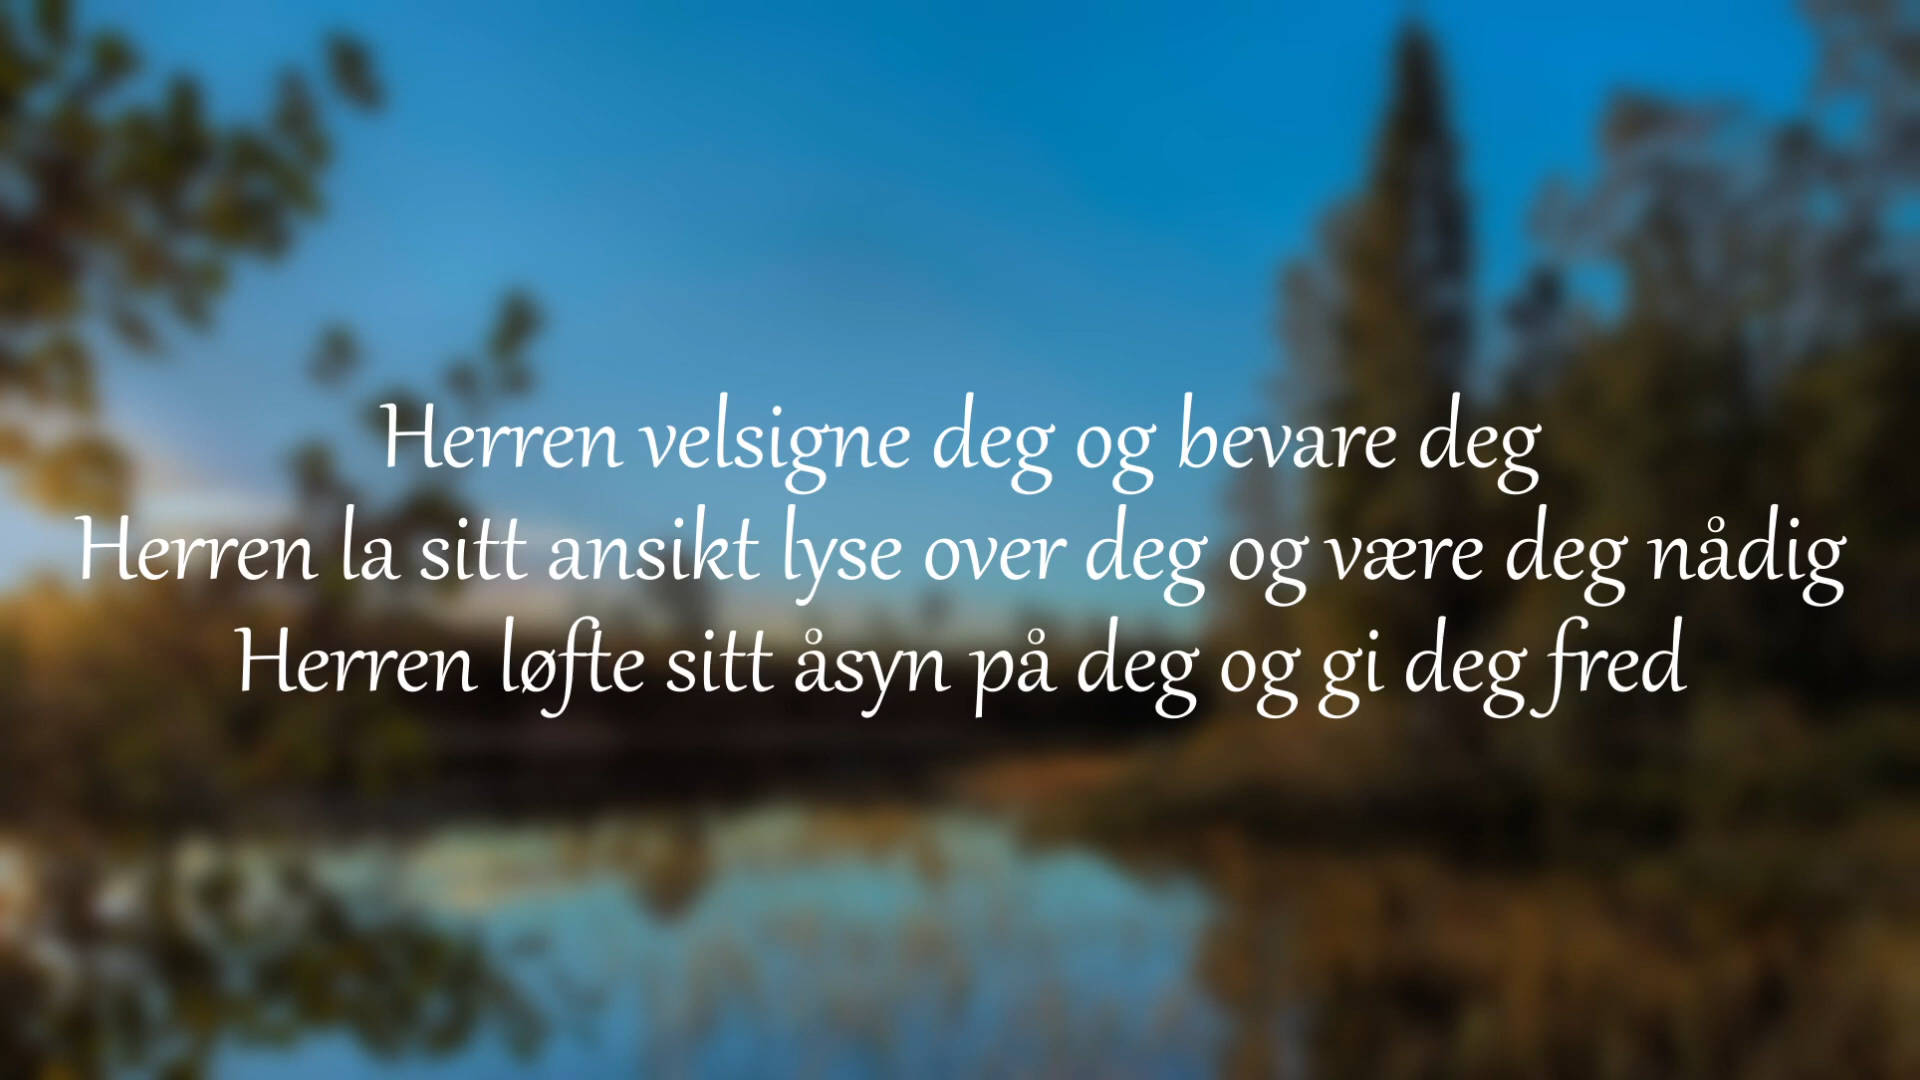 Herren velsigne deg og bevare deg
Herren la sitt ansikt lyse over deg og være deg nådig
Herren løfte sitt åsyn på deg og gi deg fred